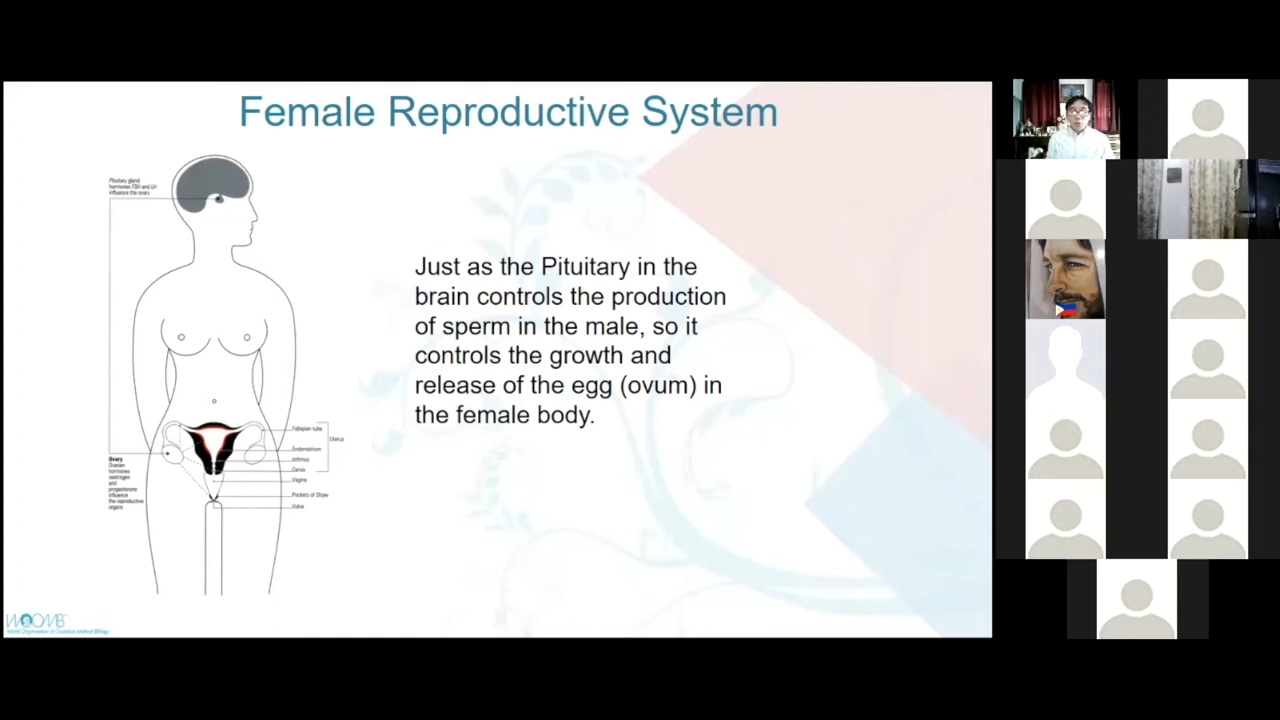 Female Reproductive System
Pituitary gland
hormones FSH and LH
influence the ovary
Just as the Pituitary in the
brain controls the production
of sperm in the male, so it
controls the growth and
release of the egg (ovum) in
the female body.
Fallopian tube
Uterus
Endometrium
Isthmus
Cervix
Vagina
Pockets of Shaw
Vulva
Ovary
Ovarian
hormones
oestrogen
and
progesterone
influence
the reproductive
organs
WOOMB
World Organisation of Ovulation Method Billings